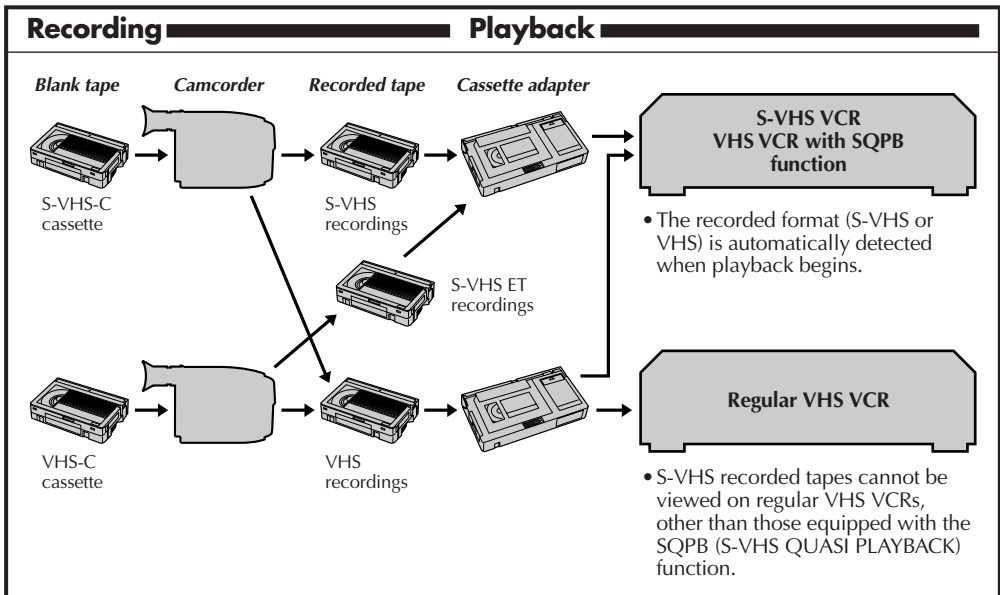 Recording
Playback
Blank tape
Camcorder
Recorded tape
Cassette adapter
S-VHS-C
cassette
S-VHS
recordings
S-VHS VCR
VHS VCR with SQPB
function
• The recorded format (S-VHS or
VHS) is automatically detected
when playback begins.
S-VHS ET
recordings
VHS-C
cassette
VHS
recordings
Regular VHS VCR
• S-VHS recorded tapes cannot be
viewed on regular VHS VCRs,
other than those equipped with the
SQPB (S-VHS QUASI PLAYBACK)
function.